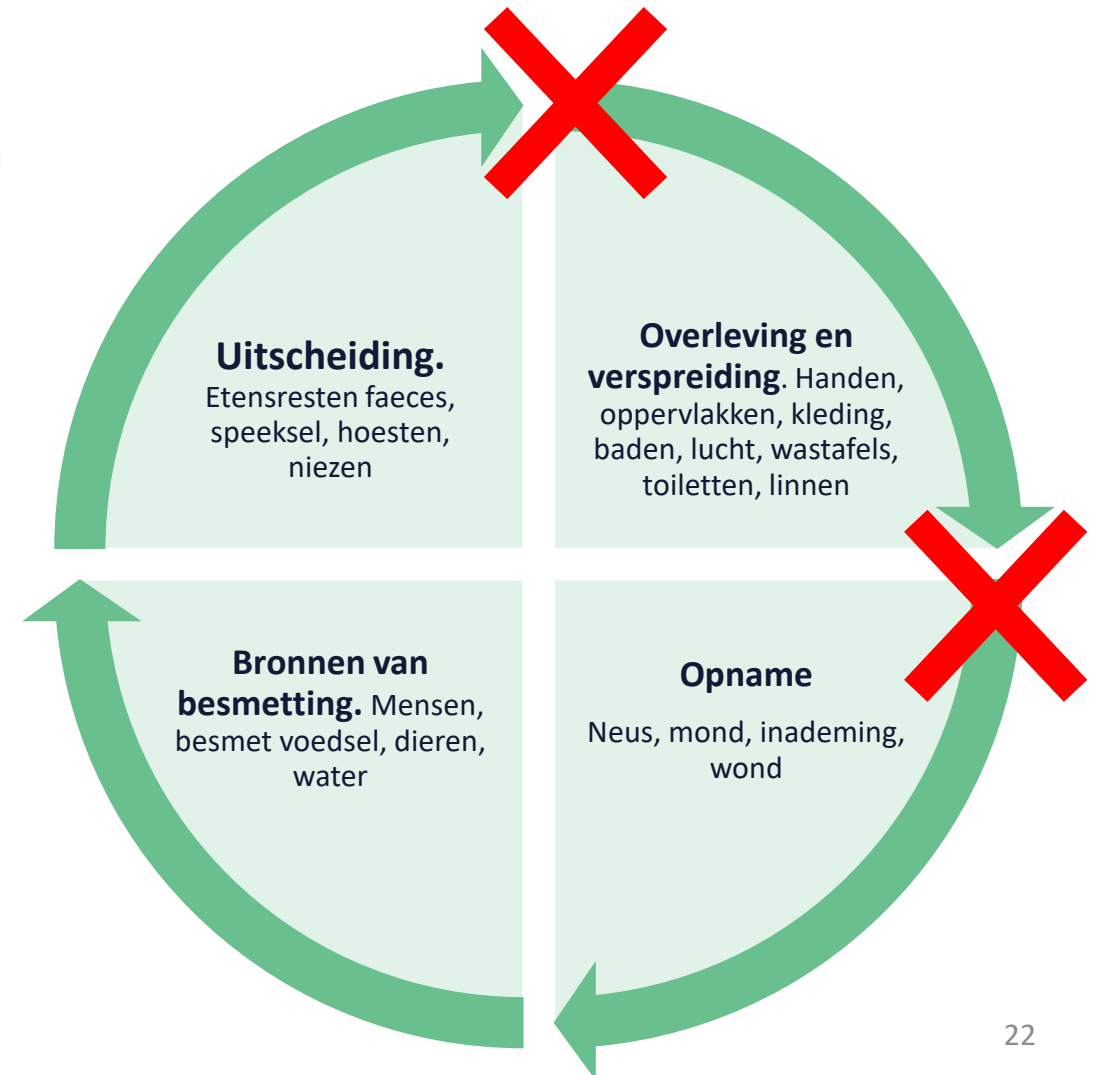 Uitscheiding.
Etensresten faeces,
speeksel, hoesten,
niezen
Overleving en
verspreiding. Handen,
oppervlakken, kleding,
baden, lucht, wastafels,
toiletten, linnen
Bronnen van
besmetting. Mensen,
besmet voedsel, dieren,
water
Opname
Neus, mond, inademing,
wond
22